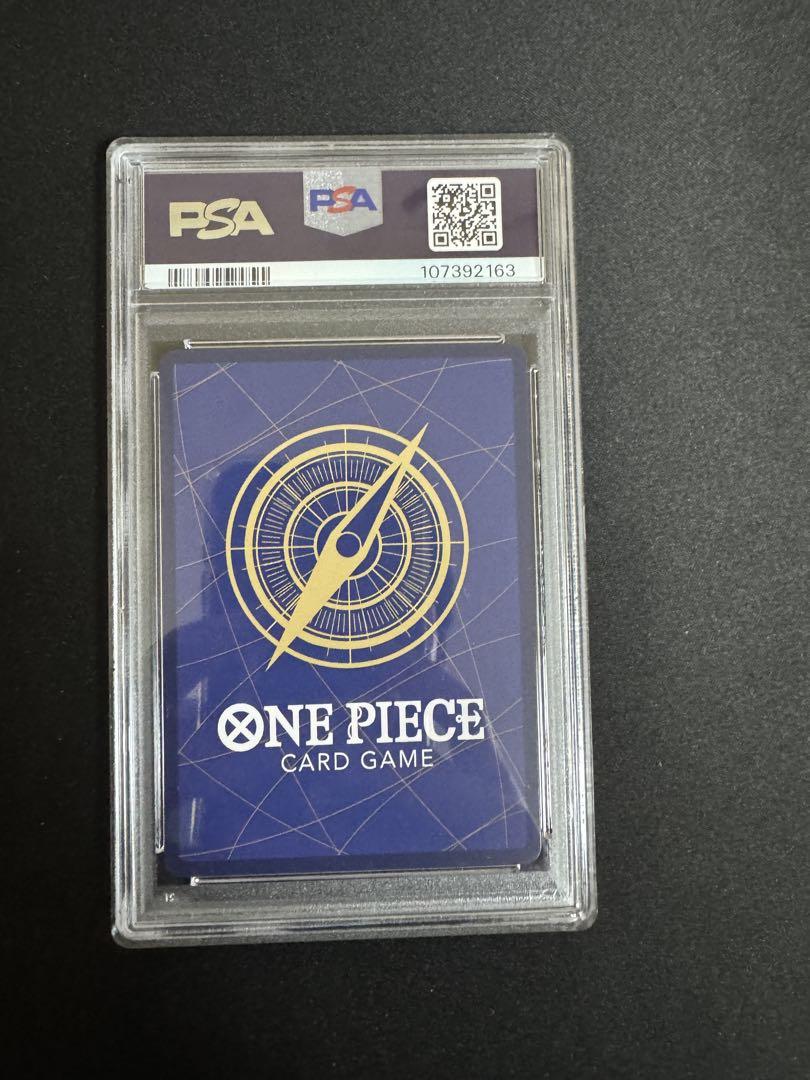 PSA
PSA
107392163
ONE PIECE
CARD GAME